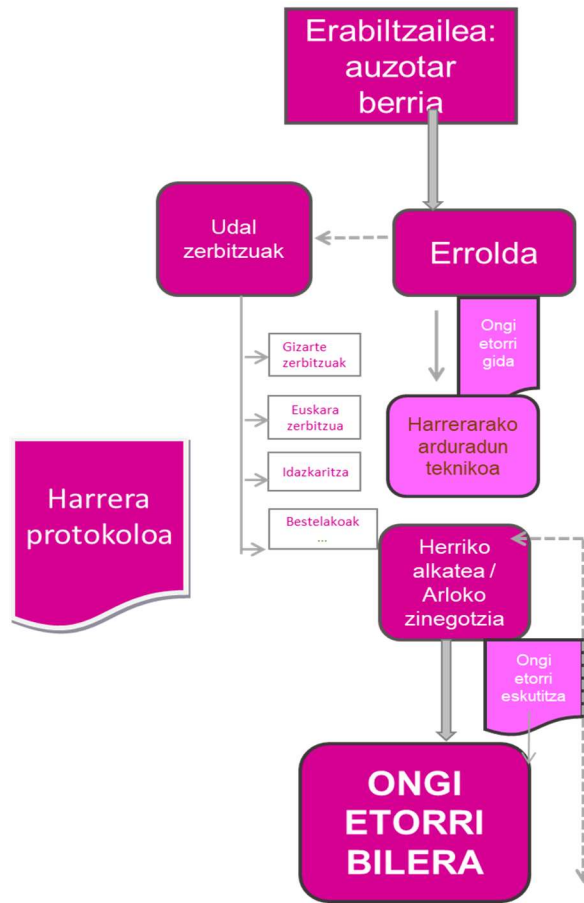 Erabiltzailea:
auzotar
berria
Udal
zerbitzuak
Errolda
Ongi
etorri
gida
Gizarte
zerbitzuak
Euskara
zerbitzua
Harrerarako
arduradun
teknikoa
Idazkaritza
Harrera
protokoloa
Bestelakoak
...
Herriko
alkatea /
Arloko
zinegotzia
Ongi
etorri
eskutitza
ONGI
ETORRI
BILERA